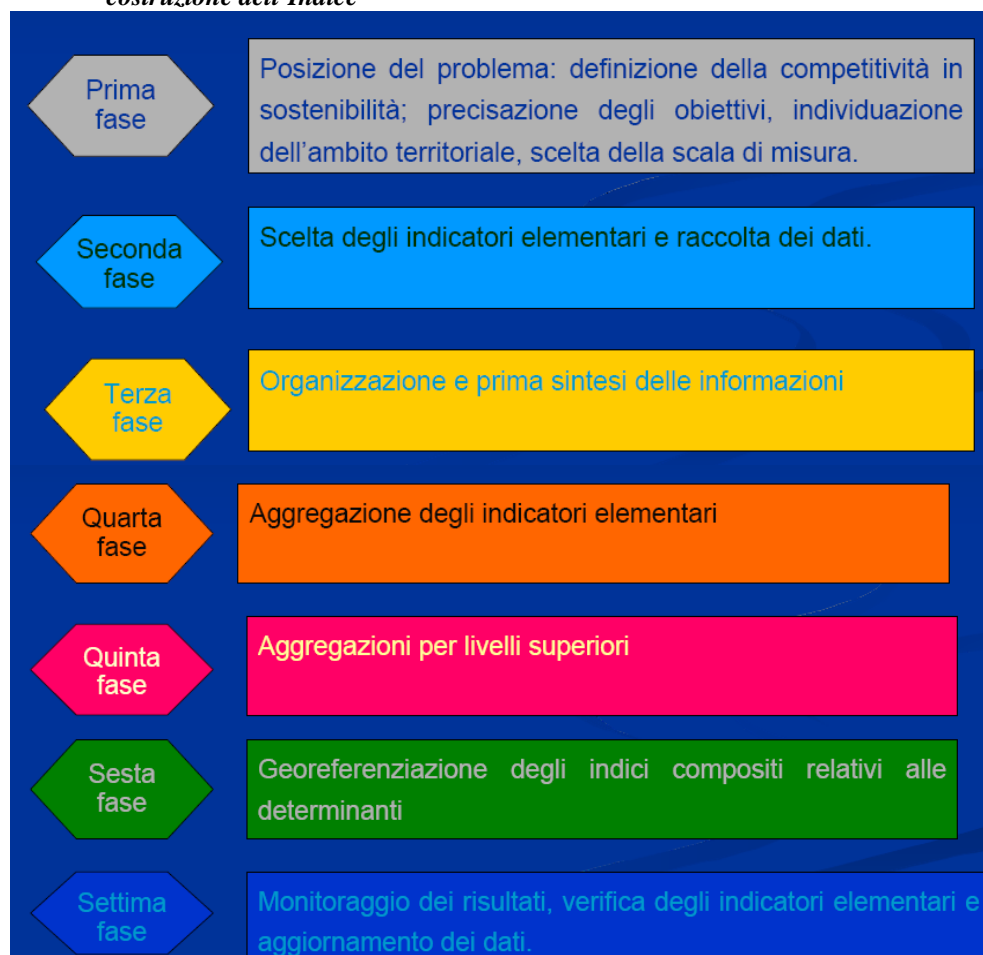 costruzione dell'Indice
Prima
fase
Posizione del problema: definizione della competitività in
sostenibilità; precisazione degli obiettivi, individuazione
dell'ambito territoriale, scelta della scala di misura.
Seconda
fase
Scelta degli indicatori elementari e raccolta dei dati.
Terza
fase
Organizzazione e prima sintesi delle informazioni
Quarta
fase
Aggregazione degli indicatori elementari
Quinta
fase
Aggregazioni per livelli superiori
Sesta
fase
Georeferenziazione degli indici compositi relativi alle
determinanti
Settima
fase
Monitoraggio dei risultati, verifica degli indicatori elementari e
aggiornamento dei dati.